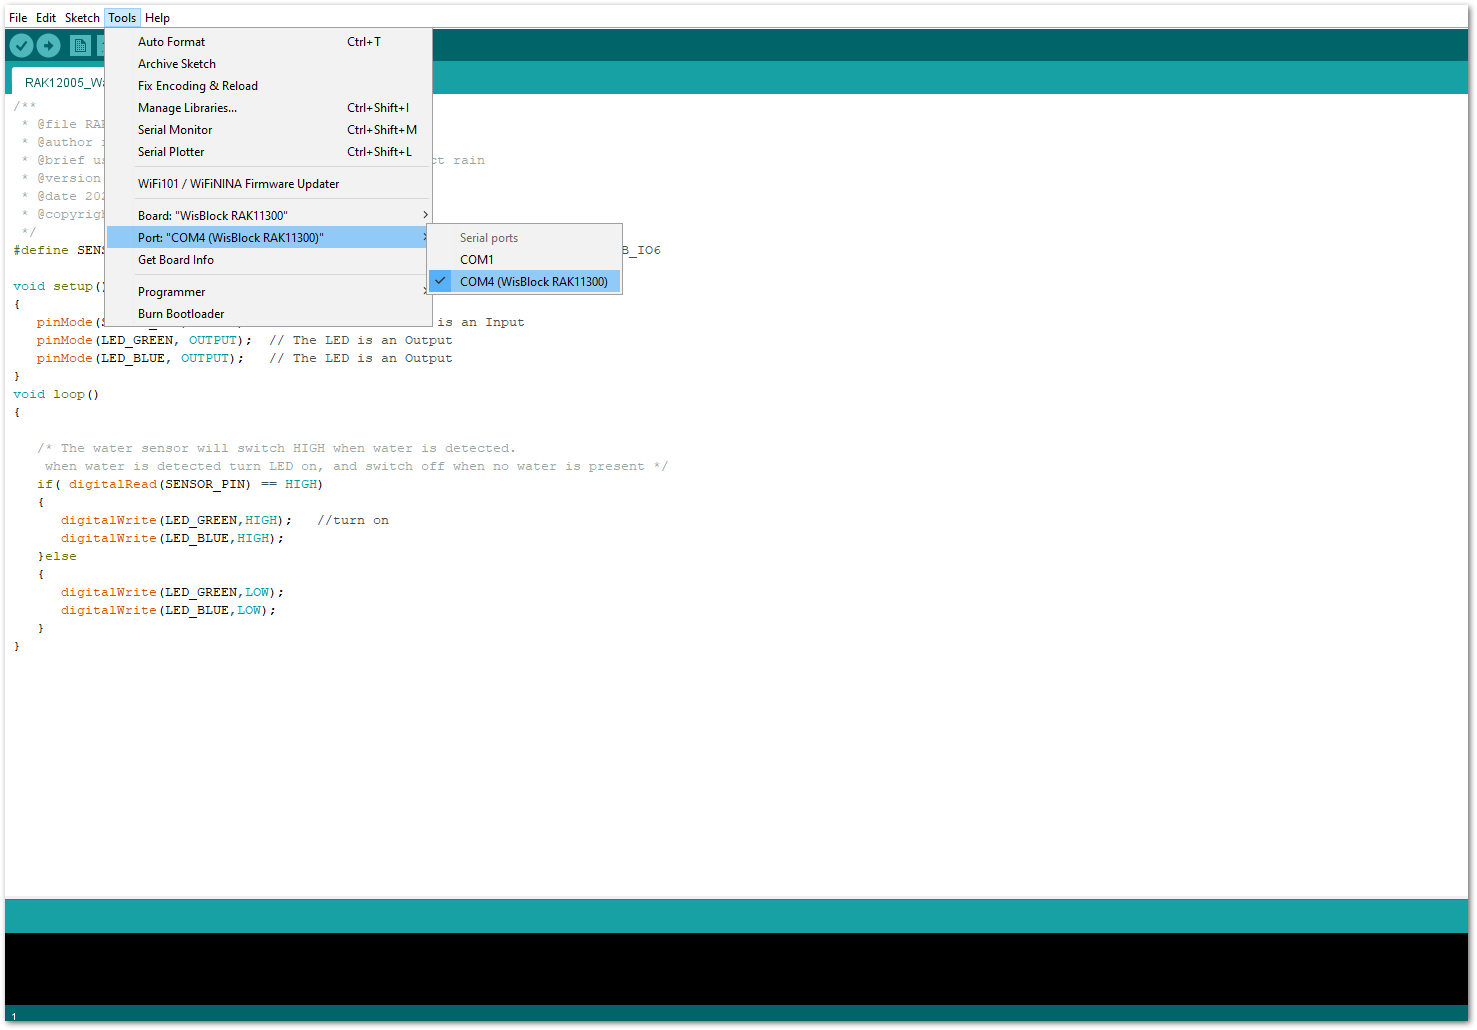 File Edit Sketch Tools Help
Auto Format Ctrl+T
Archive Sketch
Fix Encoding & Reload
Manage Libraries... Ctrl+Shift+I
Serial Monitor Ctrl+Shift+M
Serial Plotter Ctrl+Shift+L
WiFi101 / WiFiNINA Firmware Updater
Board: "WisBlock RAK11300"
Port: "COM4 (WisBlock RAK11300)"
Get Board Info
Programmer
Burn Bootloader
Serial ports
COM1
COM4 (WisBlock RAK11300)
RAK12005_Wa
/**
* @file RAK
* @author
* @brief us ct rain
* @version
* @date 202
* @copyrigh
*/
#define SENS B_IO6
void setup()
{
pinMode( is an Input
pinMode(LED_GREEN, OUTPUT); // The LED is an Output
pinMode(LED_BLUE, OUTPUT); // The LED is an Output
}
void loop()
{
/* The water sensor will switch HIGH when water is detected.
when water is detected turn LED on, and switch off when no water is present */
if( digitalRead(SENSOR_PIN) == HIGH)
{
digitalWrite(LED_GREEN,HIGH); //turn on
digitalWrite(LED_BLUE,HIGH);
}else
{
digitalWrite(LED_GREEN,LOW);
digitalWrite(LED_BLUE,LOW);
}
}
1